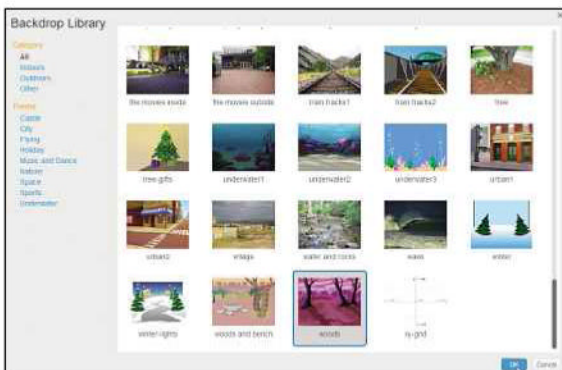 Backdrop Library
Category
All
Indoors
Outdoors
Other
Theme
Castle
City
Flying
Holiday
Music and Dance
Nature
Space
Sports
Underwater
the movies inside
the movies outside
train tracks1
train tracks2
tree
tree-gifts
underwater1
underwater2
underwater3
urban1
urban2
village
water and rocks
wave
winter
winter-lights
woods and bench
woods
xy-grid
OK
Cancel